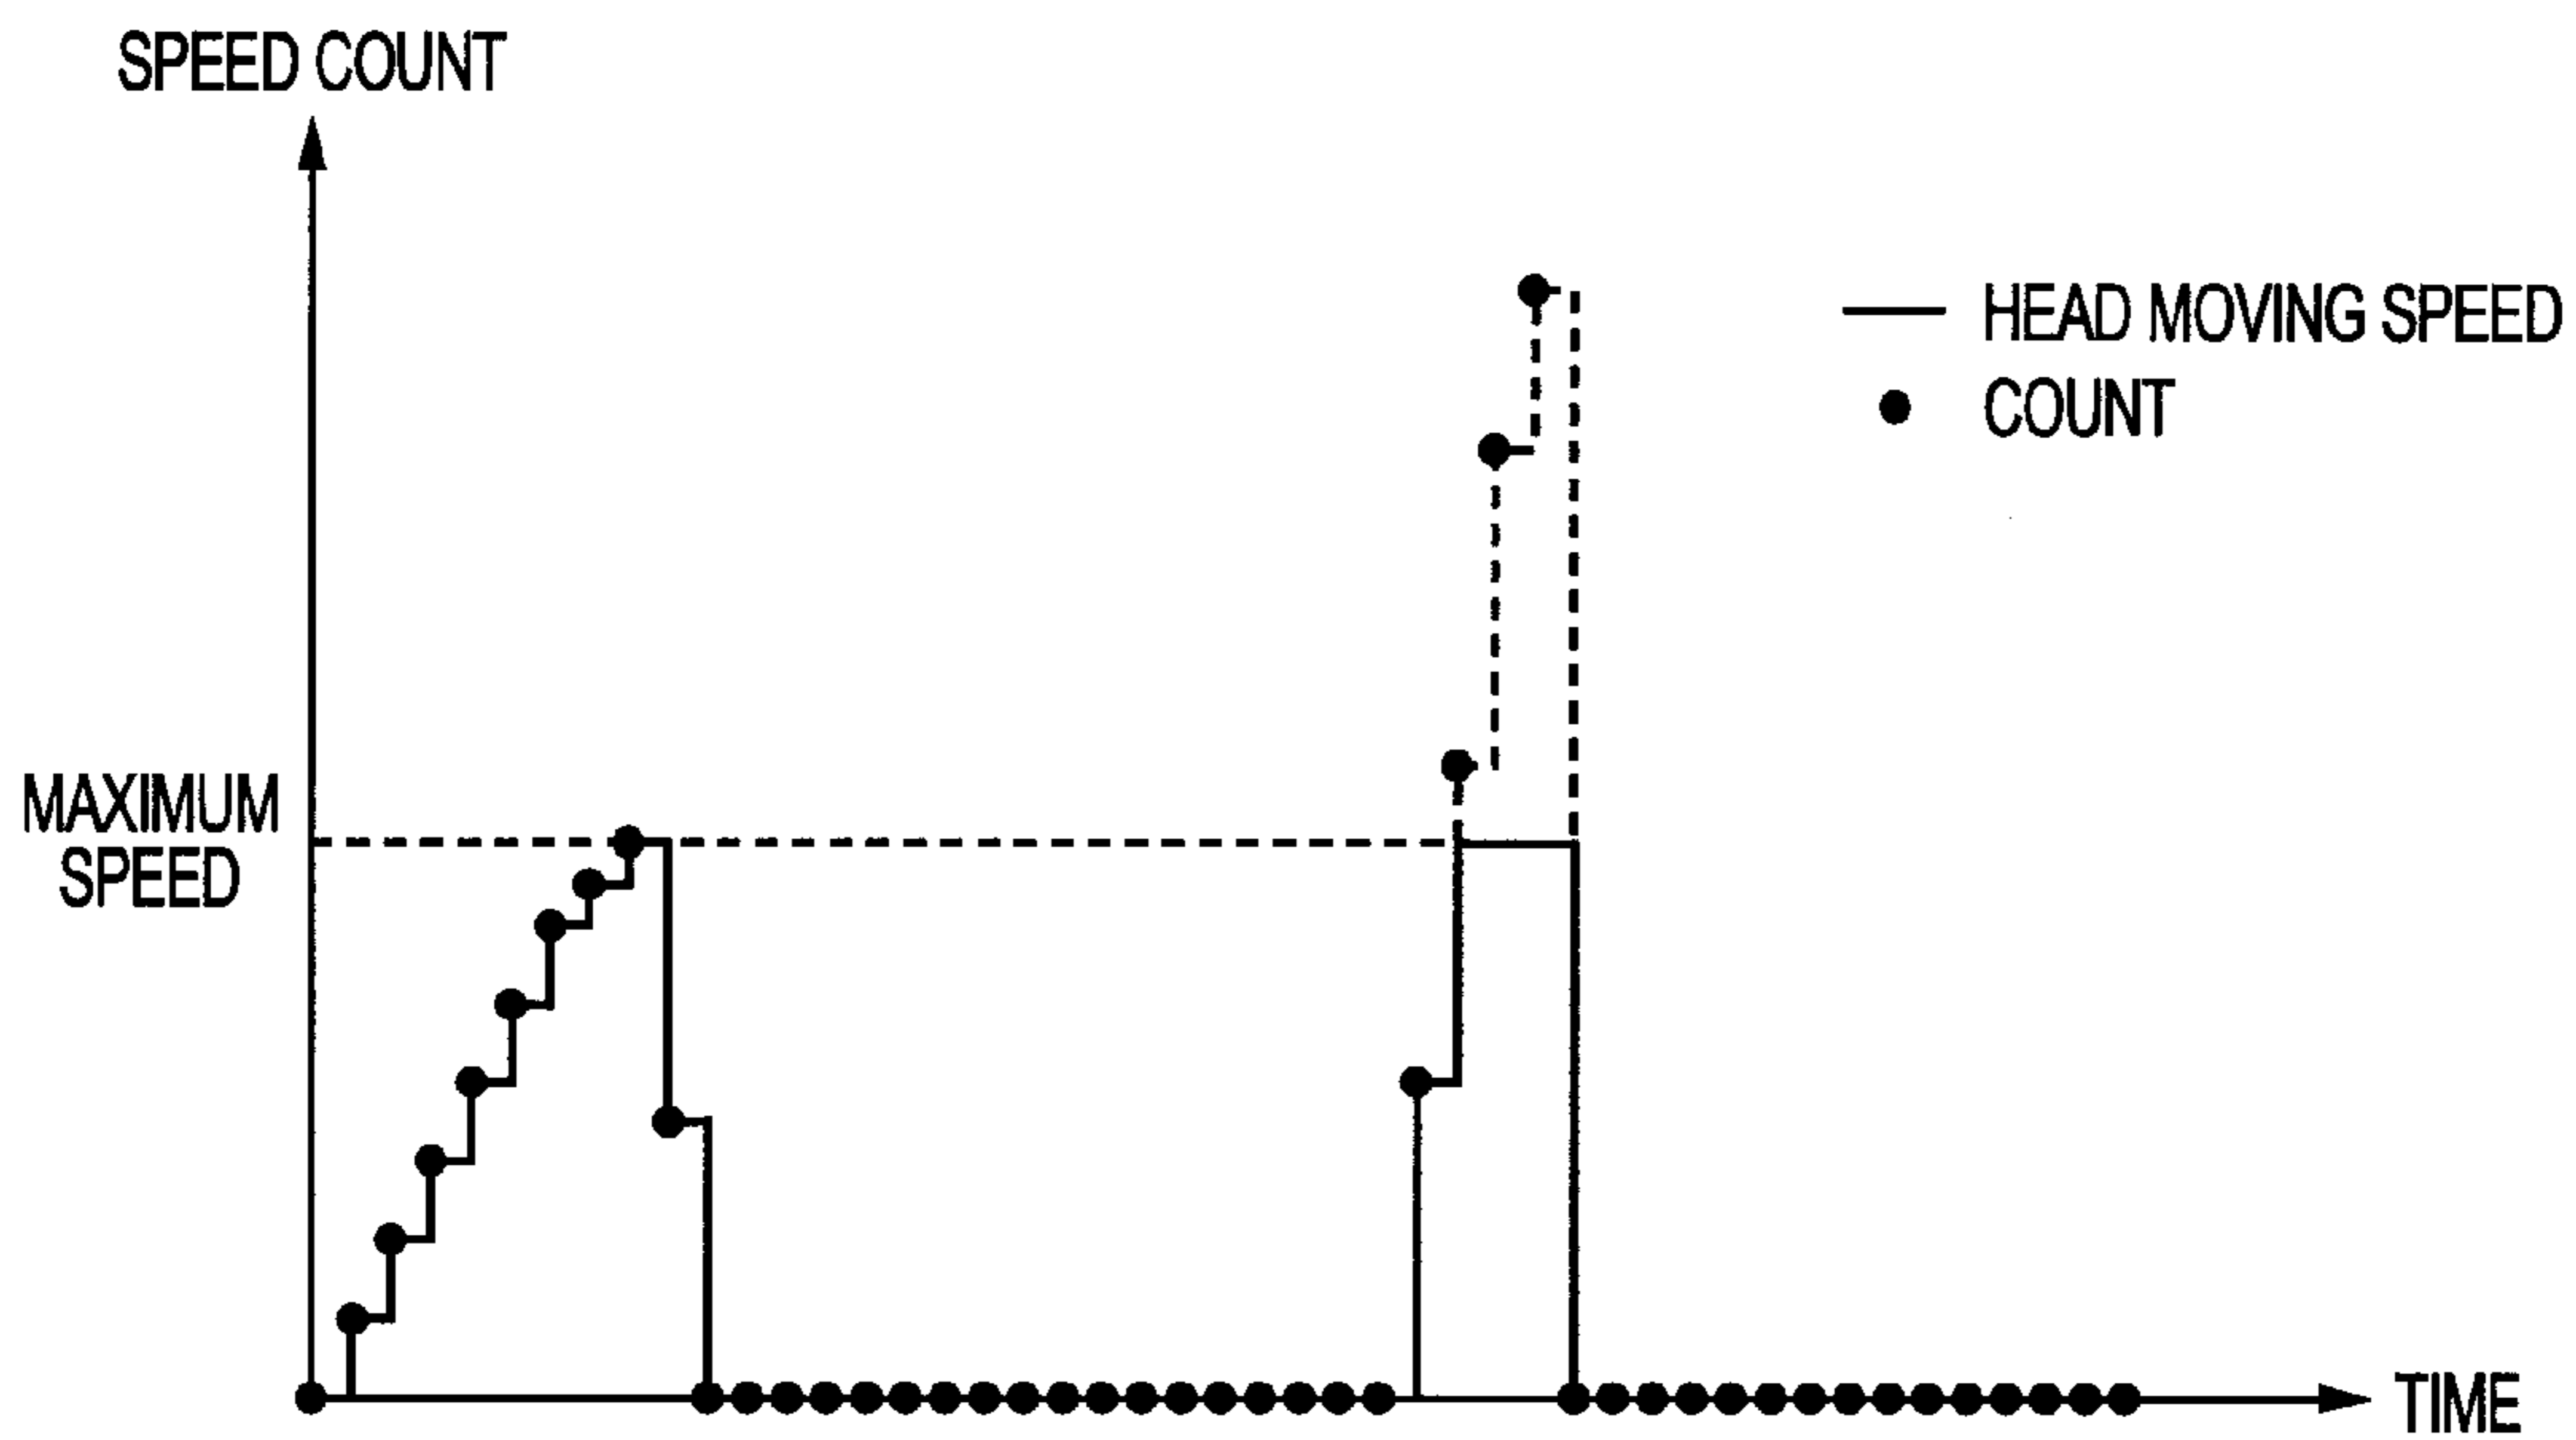 SPEED COUNT
HEAD MOVING SPEED
COUNT
MAXIMUM
SPEED
TIME